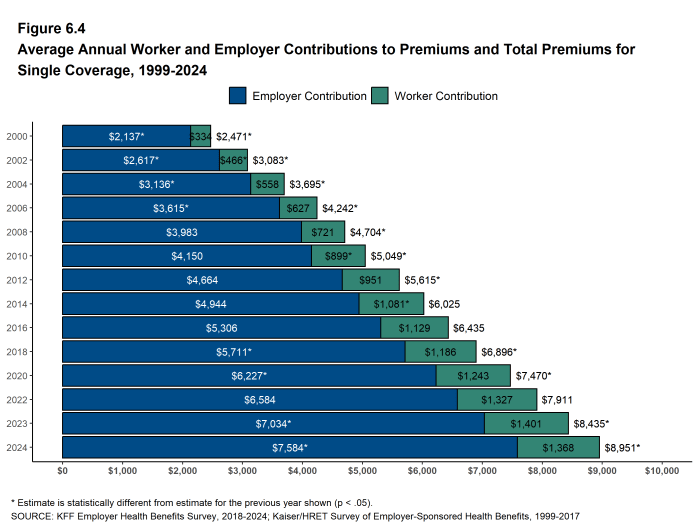 Figure 6.4
Average Annual Worker and Employer Contributions to Premiums and Total Premiums for
Single Coverage, 1999-2024
Employer Contribution Worker Contribution
2000 $2,137* $334 $2,471*
2002 $2,617* $466* $3,083*
2004 $3,136* $558 $3,695*
2006 $3,615* $627 $4,242*
2008 $3,983 $721 $4,704*
2010 $4,150 $899* $5,049*
2012 $4,664 $951 $5,615*
2014 $4,944 $1,081* $6,025
2016 $5,306 $1,129 $6,435
2018 $5,711* $1,186 $6,896*
2020 $6,227* $1,243 $7,470*
2022 $6,584 $1,327 $7,911
2023 $7,034* $1,401 $8,435*
2024 $7,584* $1,368 $8,951*
$0 $1,000 $2,000 $3,000 $4,000 $5,000 $6,000 $7,000 $8,000 $9,000 $10,000
* Estimate is statistically different from estimate for the previous year shown (p < .05).
SOURCE: KFF Employer Health Benefits Survey, 2018-2024; Kaiser/HRET Survey of Employer-Sponsored Health Benefits, 1999-2017